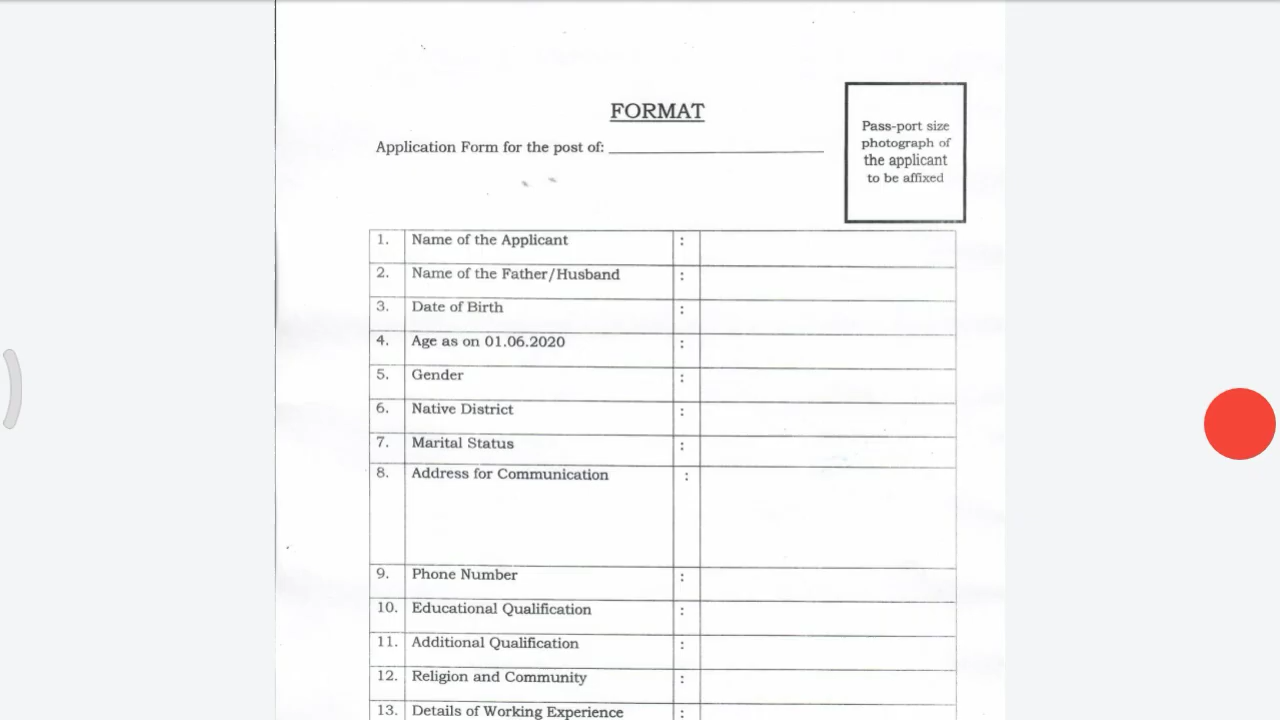 FORMAT
Application Form for the post of:
Pass-port size
photograph of
the applicant
to be affixed
1. Name of the Applicant :
2. Name of the Father/Husband :
3. Date of Birth :
4. Age as on 01.06.2020 :
5. Gender :
6. Native District :
7. Marital Status :
8. Address for Communication :
9. Phone Number :
10. Educational Qualification :
11. Additional Qualification :
12. Religion and Community :
13. Details of Working Experience :